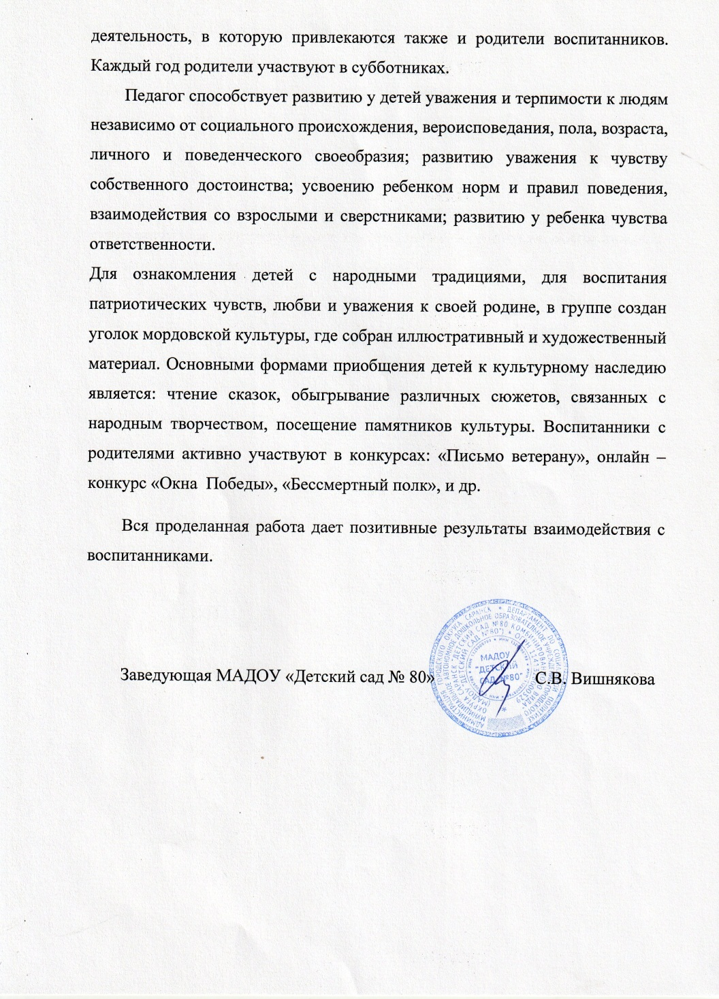 деятельность, в которую привлекаются также и родители воспитанников.
Каждый год родители участвуют в субботниках.
Педагог способствует развитию у детей уважения и терпимости к людям
независимо от социального происхождения, вероисповедания, пола, возраста,
личного и поведенческого своеобразия; развитию уважения к чувству
собственного достоинства; усвоению ребенком норм и правил поведения,
взаимодействия со взрослыми и сверстниками; развитию у ребенка чувства
ответственности.
Для ознакомления детей с народными традициями, для воспитания
патриотических чувств, любви и уважения к своей родине, в группе создан
уголок мордовской культуры, где собран иллюстративный и художественный
материал. Основными формами приобщения детей к культурному наследию
является: чтение сказок, обыгрывание различных сюжетов, связанных с
народным творчеством, посещение памятников культуры. Воспитанники с
родителями активно участвуют в конкурсах: «Письмо ветерану», онлайн –
конкурс «Окна Победы», «Бессмертный полк», и др.
Вся проделанная работа дает позитивные результаты взаимодействия с
воспитанниками.
Заведующая МАДОУ «Детский сад № 80» С.В. Вишнякова
МАДОУ
"ДЕТСКИЙ
САД №80"